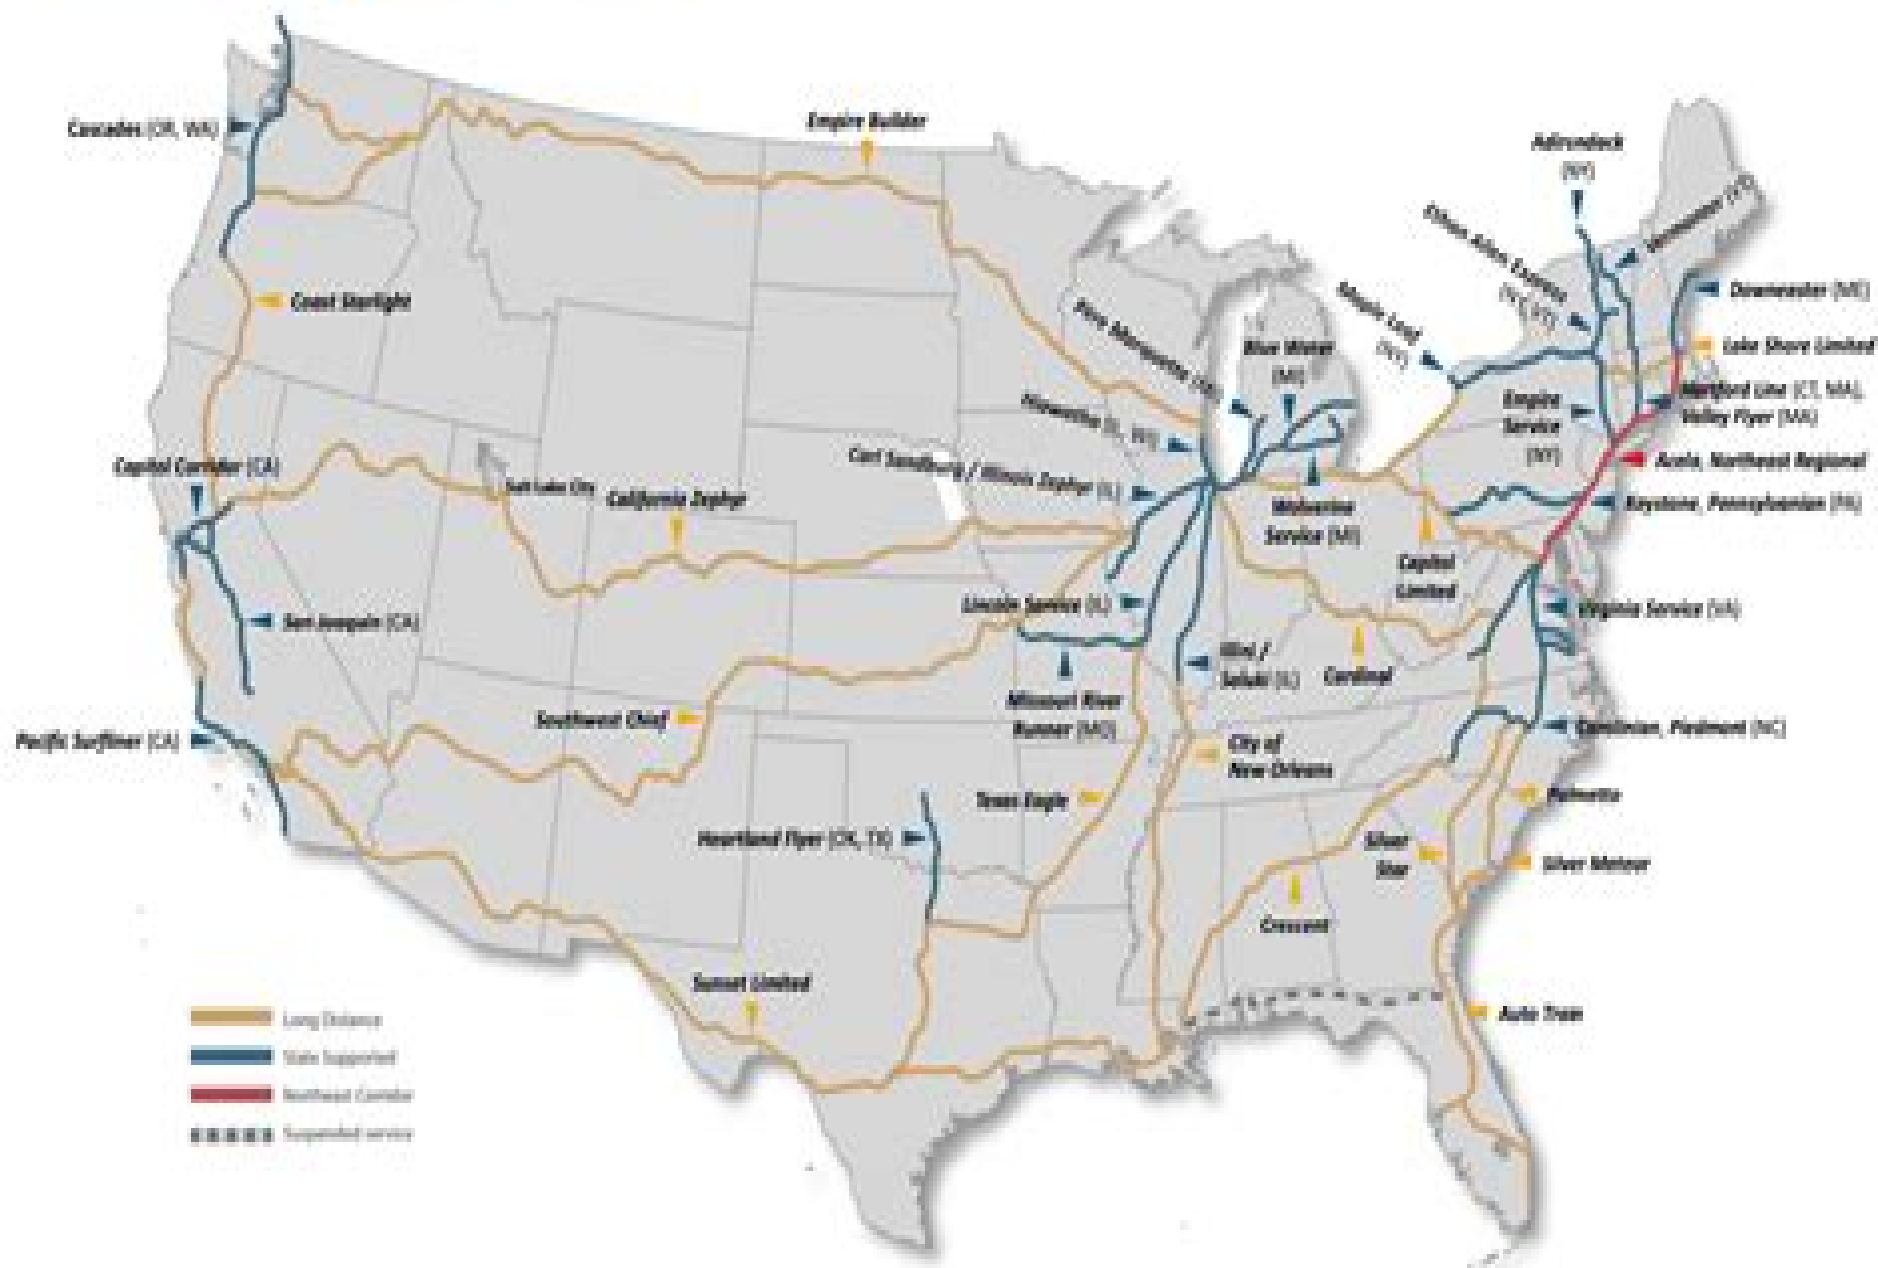 Empire Builder
Cascades (OR, WA)
Adirondack
(NY)
Vermonter (VT)
Ethan Allen Express
(NY, VT)
Coast Starlight
Downeaster (ME)
Maple Leaf
(NY)
Pere Marquette (MI)
Blue Water
(MI)
Lake Shore Limited
Hartford Line (CT, MA),
Valley Flyer (MA)
Empire
Service
(NY)
Hiawatha (IL, WI)
Acela, Northeast Regional
Capitol Corridor (CA)
Carl Sandburg / Illinois Zephyr (IL)
Salt Lake City
California Zephyr
Keystone, Pennsylvanian (PA)
Wolverine
Service (MI)
Capitol
Limited
Lincoln Service (IL)
Virginia Service (VA)
San Joaquin (CA)
Illini /
Saluki (IL)
Cardinal
Missouri River
Runner (MO)
Southwest Chief
Pacific Surfliner (CA)
Carolinian, Piedmont (NC)
City of
New Orleans
Texas Eagle
Palmetto
Heartland Flyer (OK, TX)
Silver
Star
Silver Meteor
Crescent
Sunset Limited
Auto Train
Long Distance
State Supported
Northeast Corridor
Suspended service